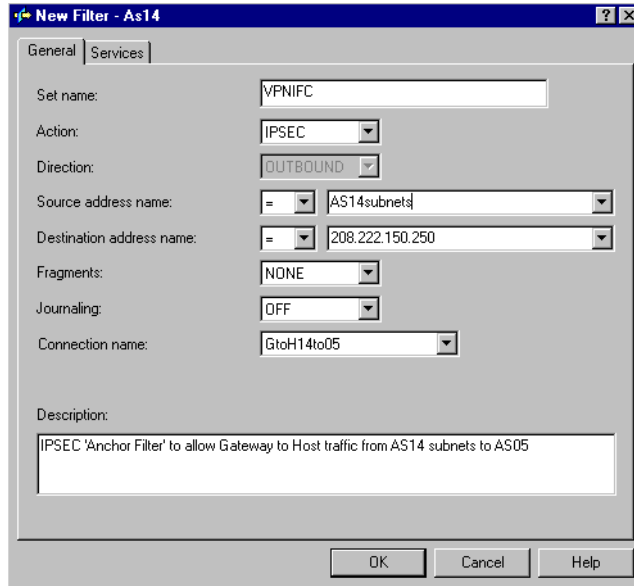 New Filter - As14
General Services
Set name: VPNIFC
Action: IPSEC
Direction: OUTBOUND
Source address name: = AS14subnets
Destination address name: = 208.222.150.250
Fragments: NONE
Journaling: OFF
Connection name: GtoH14to05
Description:
IPSEC 'Anchor Filter' to allow Gateway to Host traffic from AS14 subnets to AS05
OK Cancel Help